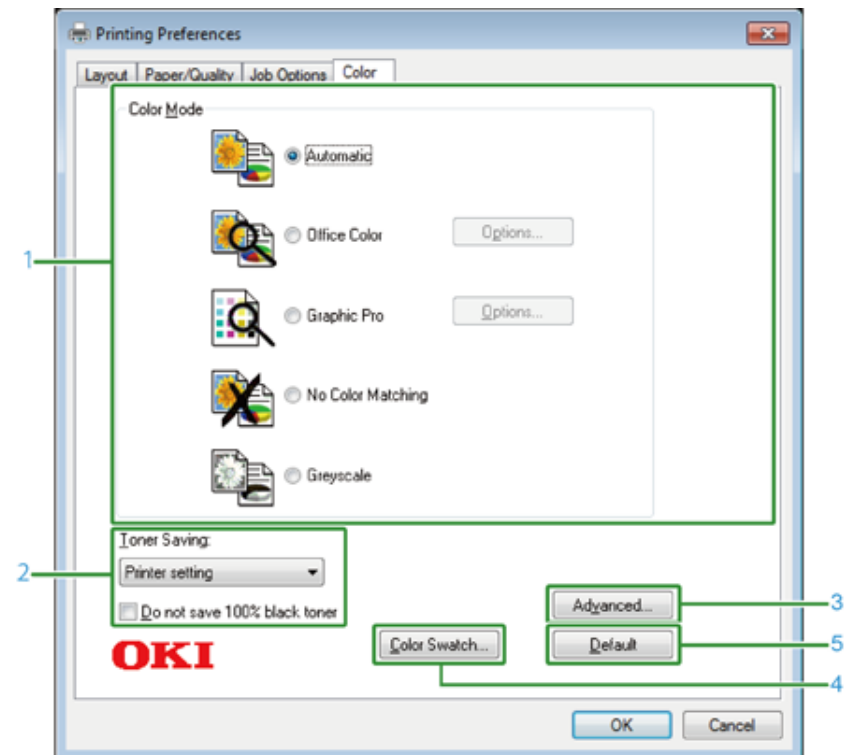 Printing Preferences
Layout Paper/Quality Job Options Color
Color Mode
Automatic
Office Color Options...
1
Graphic Pro Options...
No Color Matching
Greyscale
Toner Saving:
2 Printer setting
Do not save 100% black toner
Advanced... 3
OKI Color Swatch... Default 5
4
OK Cancel